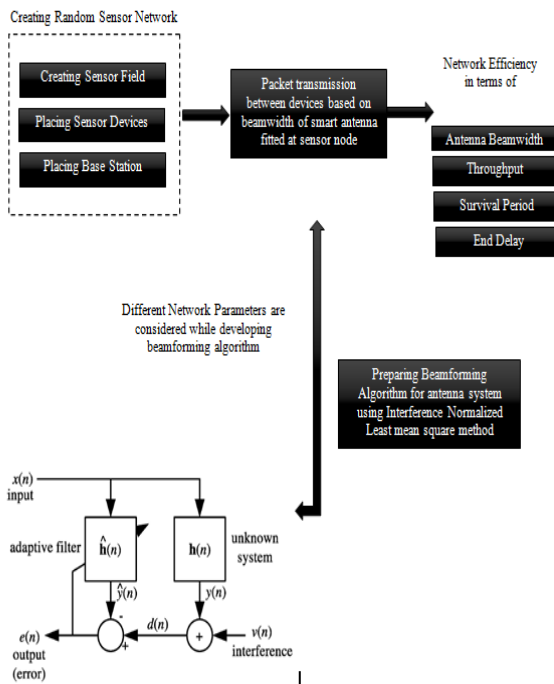 Creating Random Sensor Network
Creating Sensor Field
Placing Sensor Devices
Placing Base Station
Packet transmission
between devices based on
beamwidth of smart antenna
fitted at sensor node
Network Efficiency
in terms of
Antenna Beamwidth
Throughput
Survival Period
End Delay
Different Network Parameters are
considered while developing
beamforming algorithm
Preparing Beamforming
Algorithm for antenna system
using Interference Normalized
Least mean square method
x(n)
input
adaptive filter
ĥ(n)
h(n)
unknown
system
ŷ(n)
y(n)
-
+
d(n)
+
e(n)
output
(error)
v(n)
interference